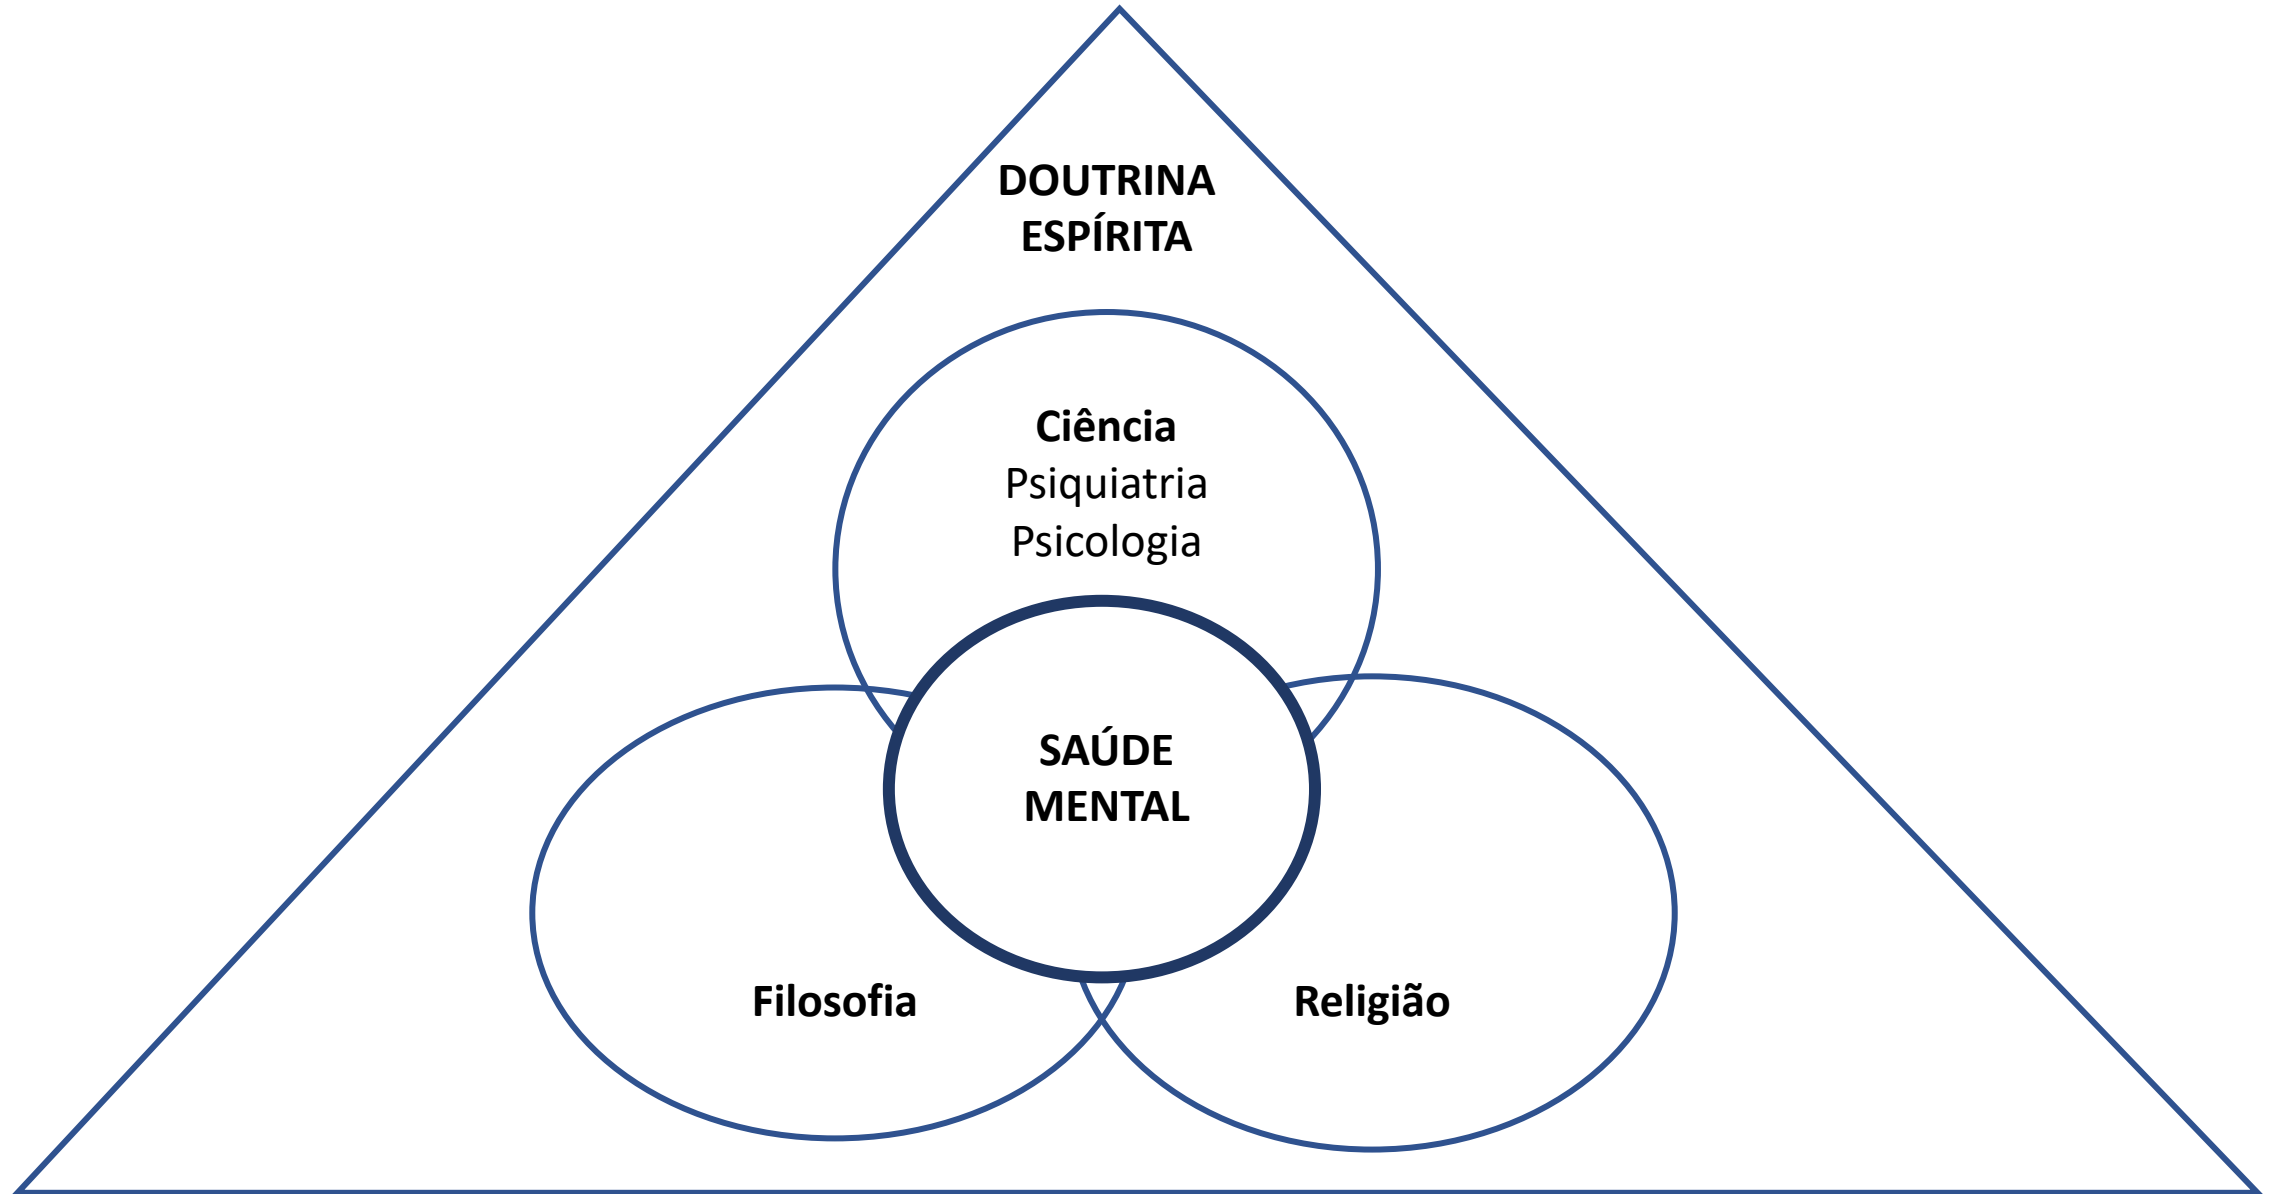 DOUTRINA
ESPÍRITA
Ciência
Psiquiatria
Psicologia
SAÚDE
MENTAL
Filosofia
Religião